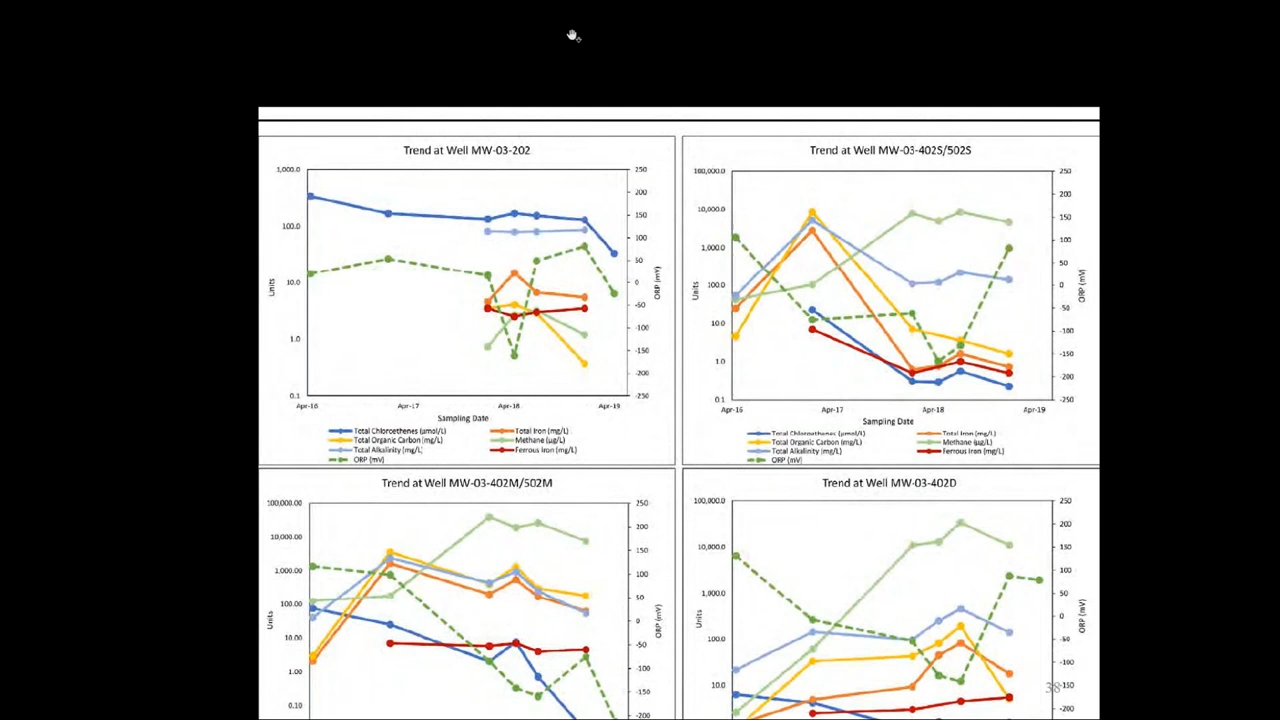 Trend at Well MW-03-202
1,000.0
100.0
10.0
1.0
0.1
Units
250
200
150
100
50
0
-50
-100
-150
-200
-250
ORP (mV)
Apr-16 Apr-17 Apr-18 Apr-19
Sampling Date
Total Chloroethenes (µmol/L) Total Iron (mg/L)
Total Organic Carbon (mg/L) Methane (µg/L)
Total Alkalinity (mg/L) Ferrous Iron (mg/L)
ORP (mV)
Trend at Well MW-03-402S/502S
100,000.0
10,000.0
1,000.0
100.0
10.0
1.0
0.1
Units
250
200
150
100
50
0
-50
-100
-150
-200
-250
ORP (mV)
Apr-16 Apr-17 Apr-18 Apr-19
Sampling Date
Total Chloroethenes (µmol/L) Total Iron (mg/L)
Total Organic Carbon (mg/L) Methane (µg/L)
Total Alkalinity (mg/L) Ferrous Iron (mg/L)
ORP (mV)
Trend at Well MW-03-402M/502M
100,000.00
10,000.00
1,000.00
100.00
10.00
1.00
0.10
Units
250
200
150
100
50
0
-50
-100
-150
-200
ORP (mV)
Trend at Well MW-03-402D
100,000.0
10,000.0
1,000.0
100.0
10.0
Units
250
200
150
100
50
0
-50
-100
-150
-200
ORP (mV)
38